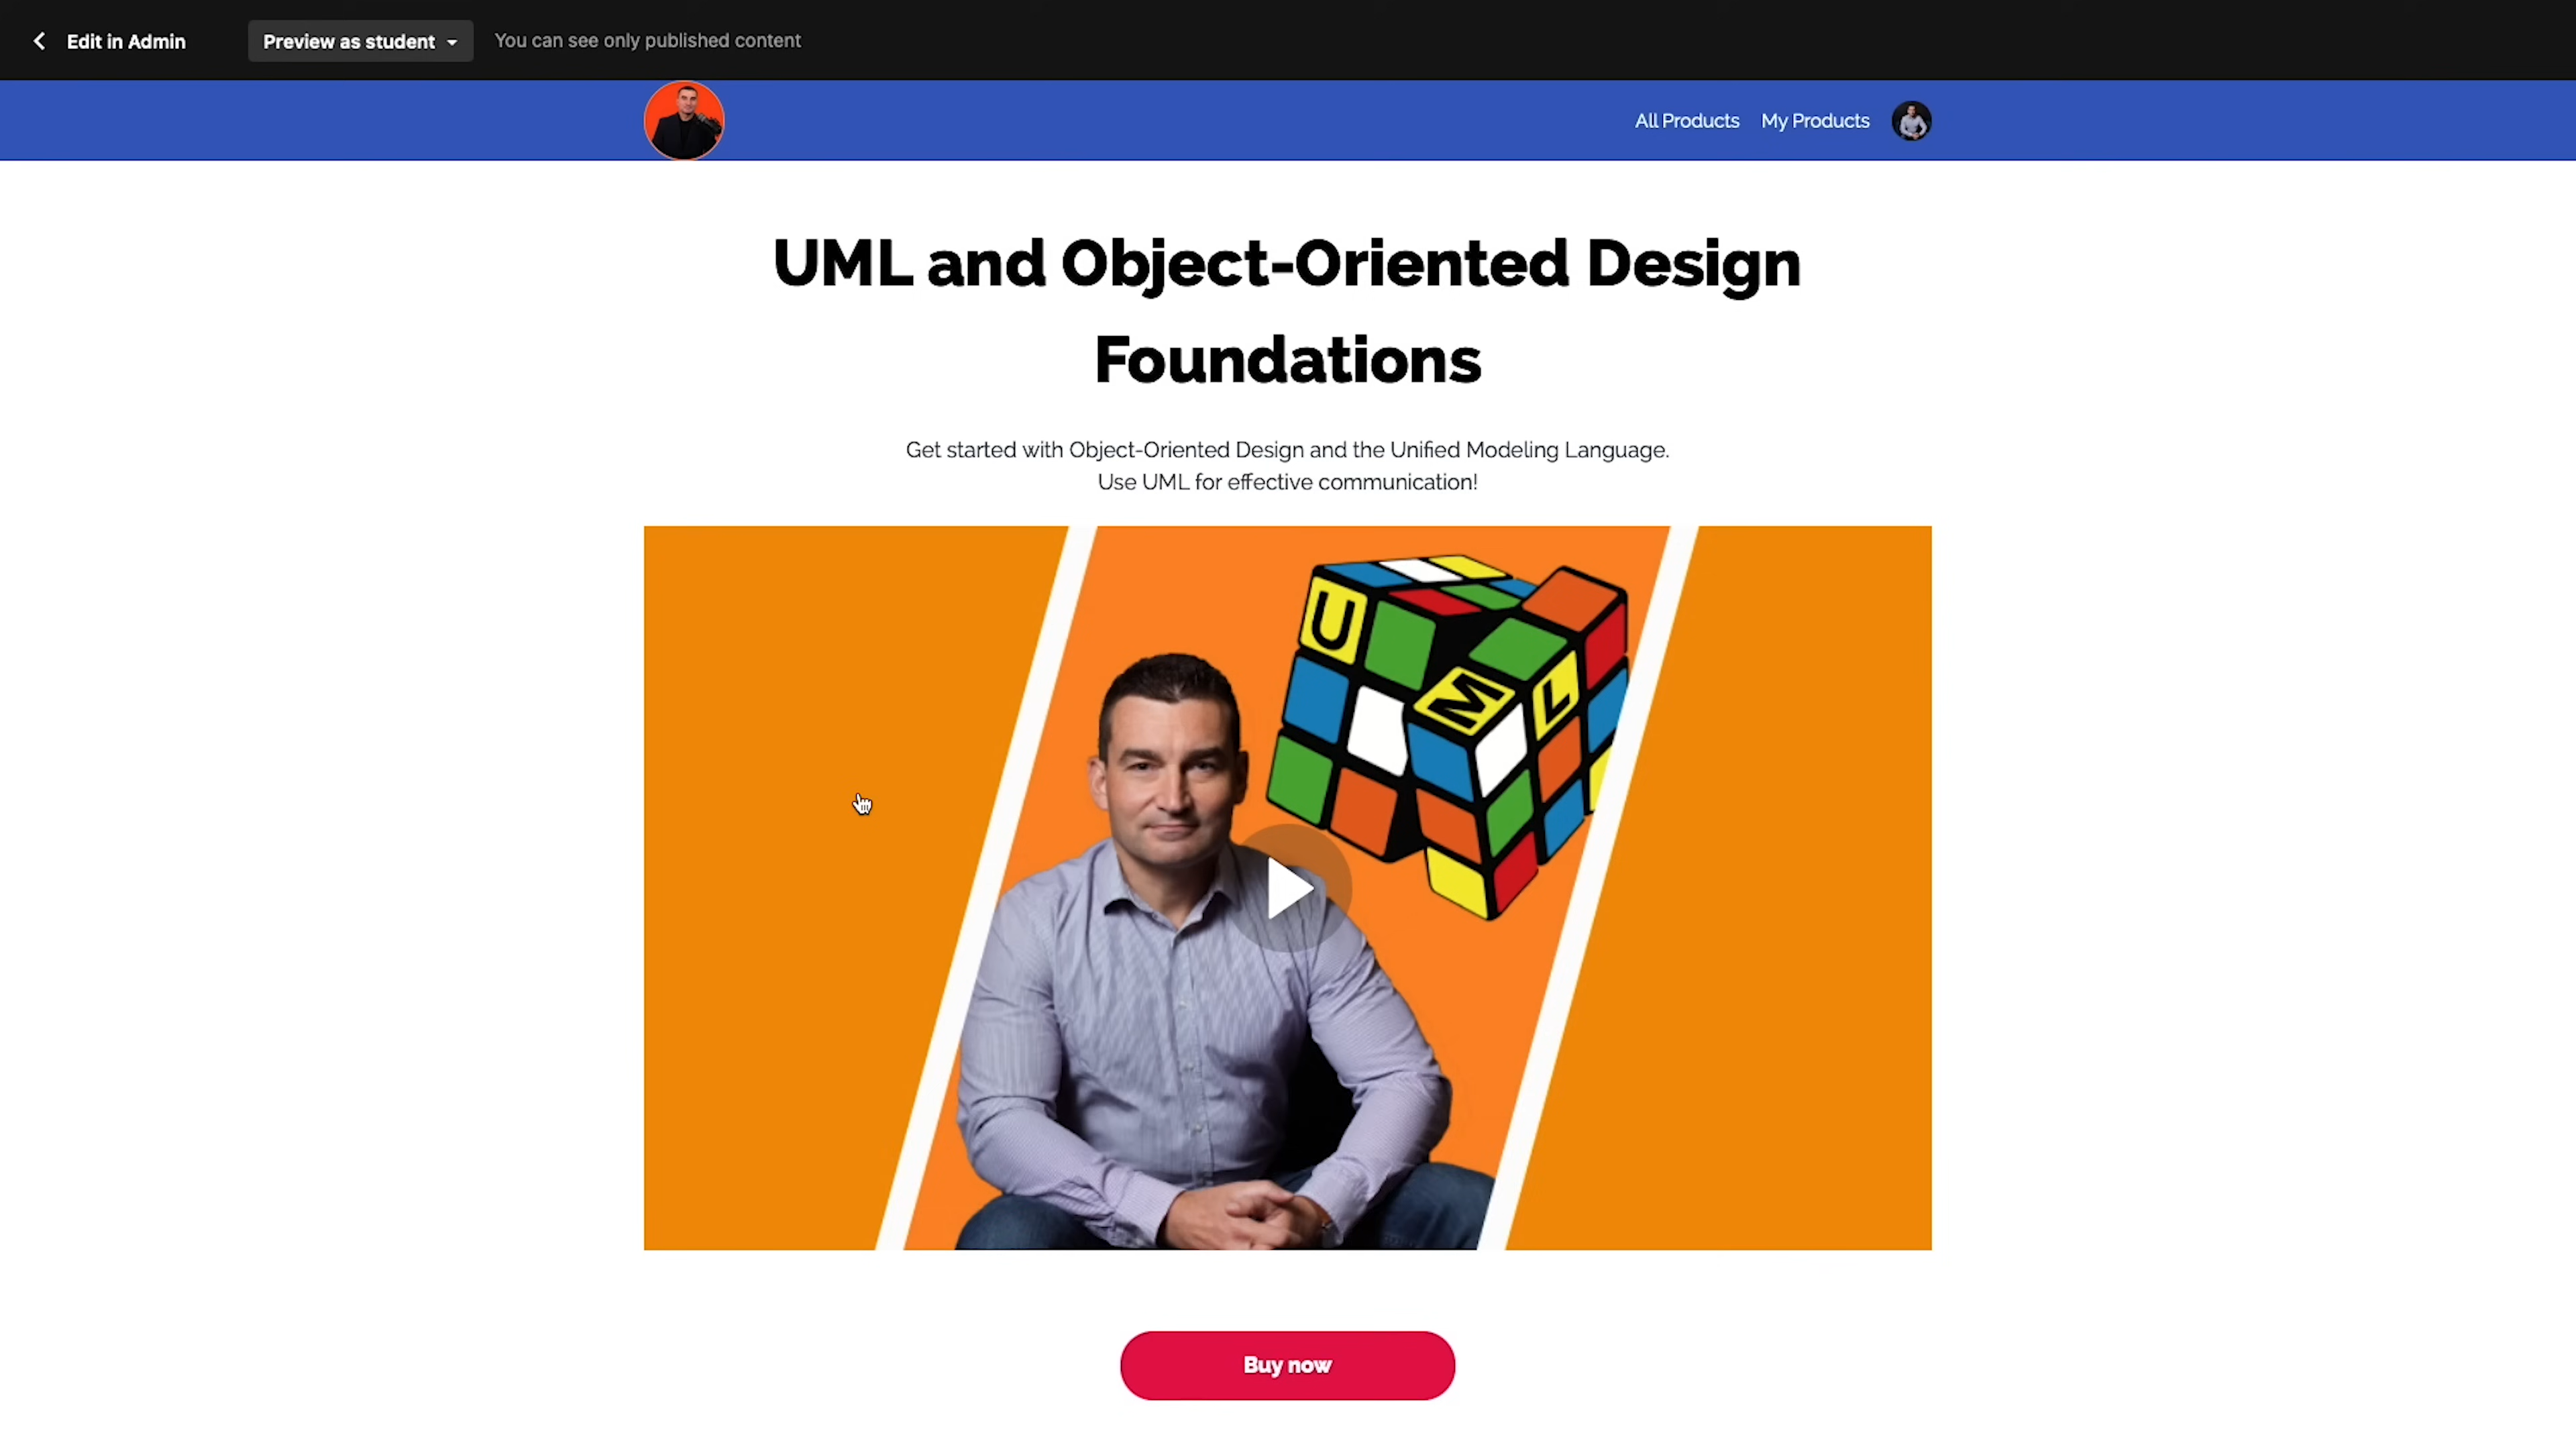 Edit in Admin
Preview as student
You can see only published content
All Products
My Products
UML and Object-Oriented Design
Foundations
Get started with Object-Oriented Design and the Unified Modeling Language.
Use UML for effective communication!
U
M
L
Buy now